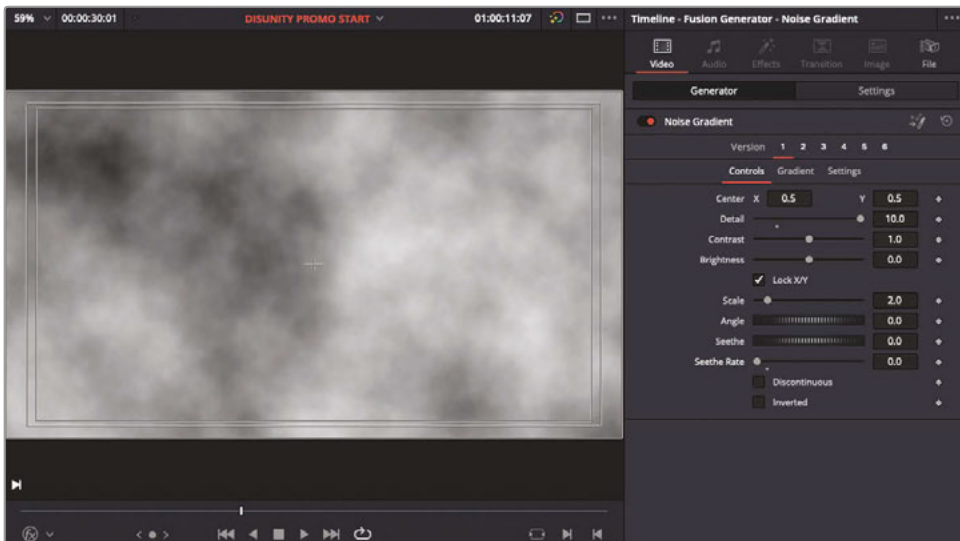 59% 00:00:30:01 DISUNITY PROMO START 01:00:11:07
Timeline - Fusion Generator - Noise Gradient
Video Audio Effects Transition Image File
Generator Settings
Noise Gradient
Version 1 2 3 4 5 6
Controls Gradient Settings
Center X 0.5 Y 0.5
Detail 10.0
Contrast 1.0
Brightness 0.0
Lock X/Y
Scale 2.0
Angle 0.0
Seethe 0.0
Seethe Rate 0.0
Discontinuous
Inverted
fx